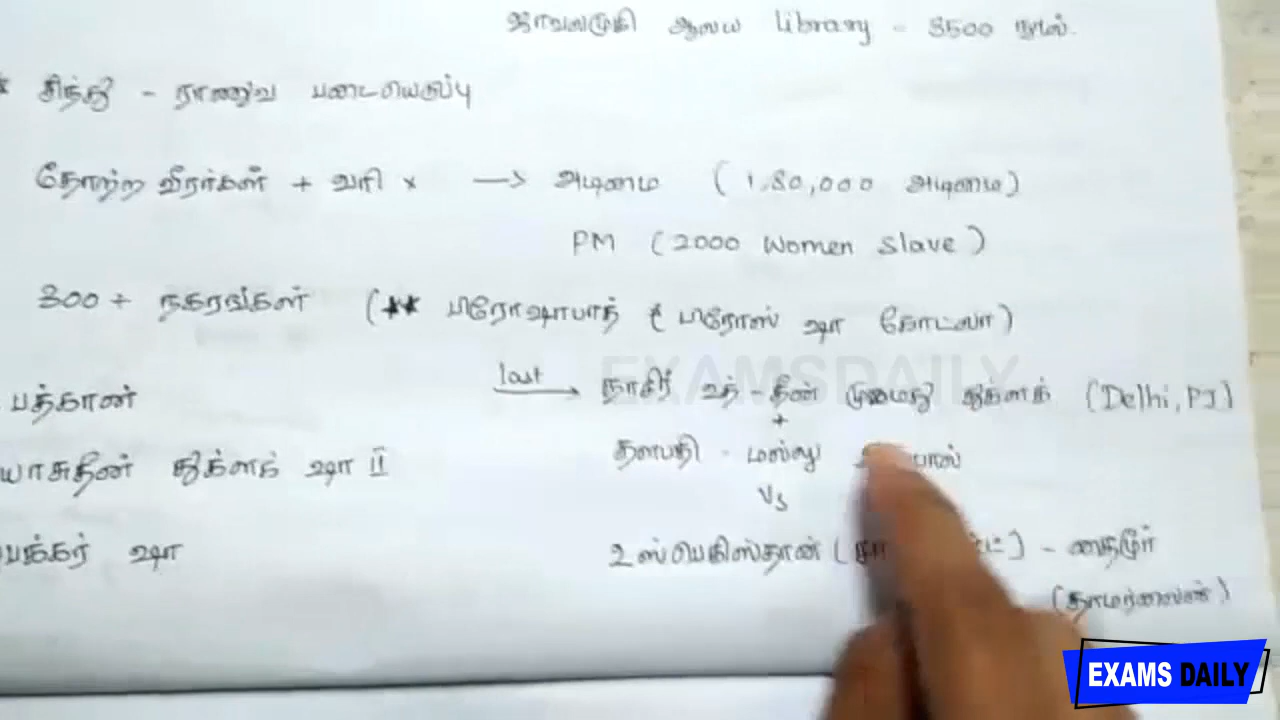 ஜாவலமுகி ஆலய library - 3500 நூல்.
* சிந்து - ராணுவ படையெடுப்பு
தோற்ற வீரர்கள் + வரி x → அடிமை (1,80,000 அடிமை)
PM (2000 women slave)
300 + நகரங்கள் (** பிரோஷாபாத் & பிரோஸ் ஷா கோட்லா)
பத்கான் last → நாசிர் உத்-தீன் முகமது துக்ளக் (Delhi, PJ)
+
யாசுதீன் துக்ளக் ஷா II தளபதி - மல்லு
Vs
பக்கர் ஷா உஸ்பெகிஸ்தான் - தைமூர்
(தாமர்லைன்)
EXAMSDAILY
EXAMS DAILY